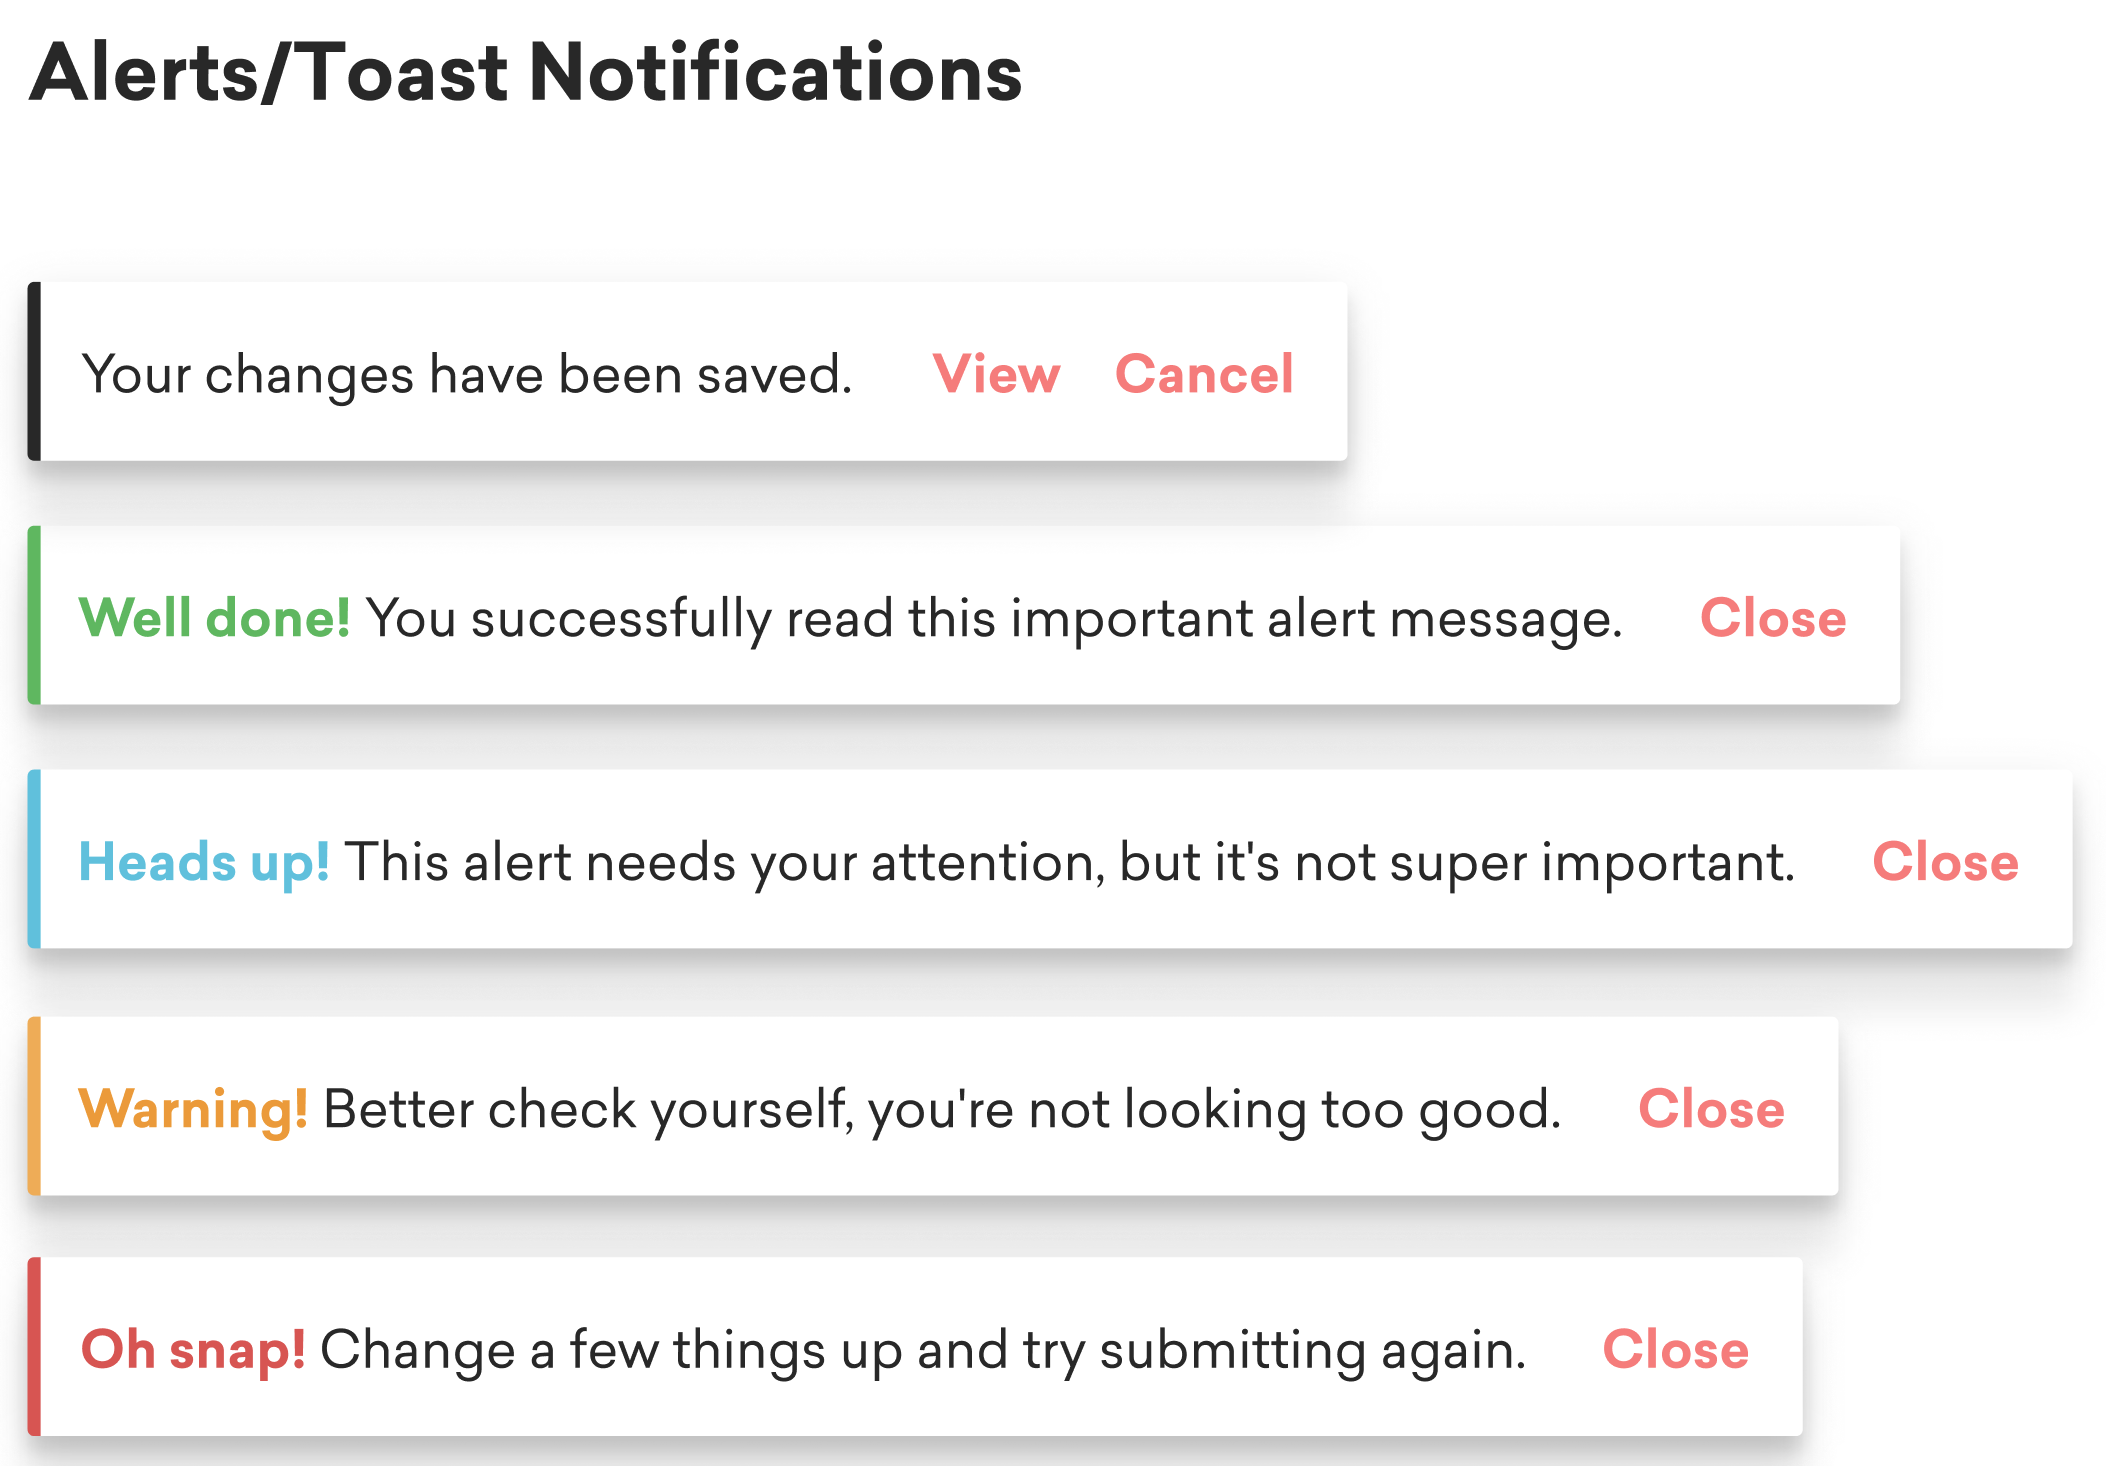 Alerts/Toast Notifications
Your changes have been saved. View Cancel
Well done! You successfully read this important alert message. Close
Heads up! This alert needs your attention, but it's not super important. Close
Warning! Better check yourself, you're not looking too good. Close
Oh snap! Change a few things up and try submitting again. Close